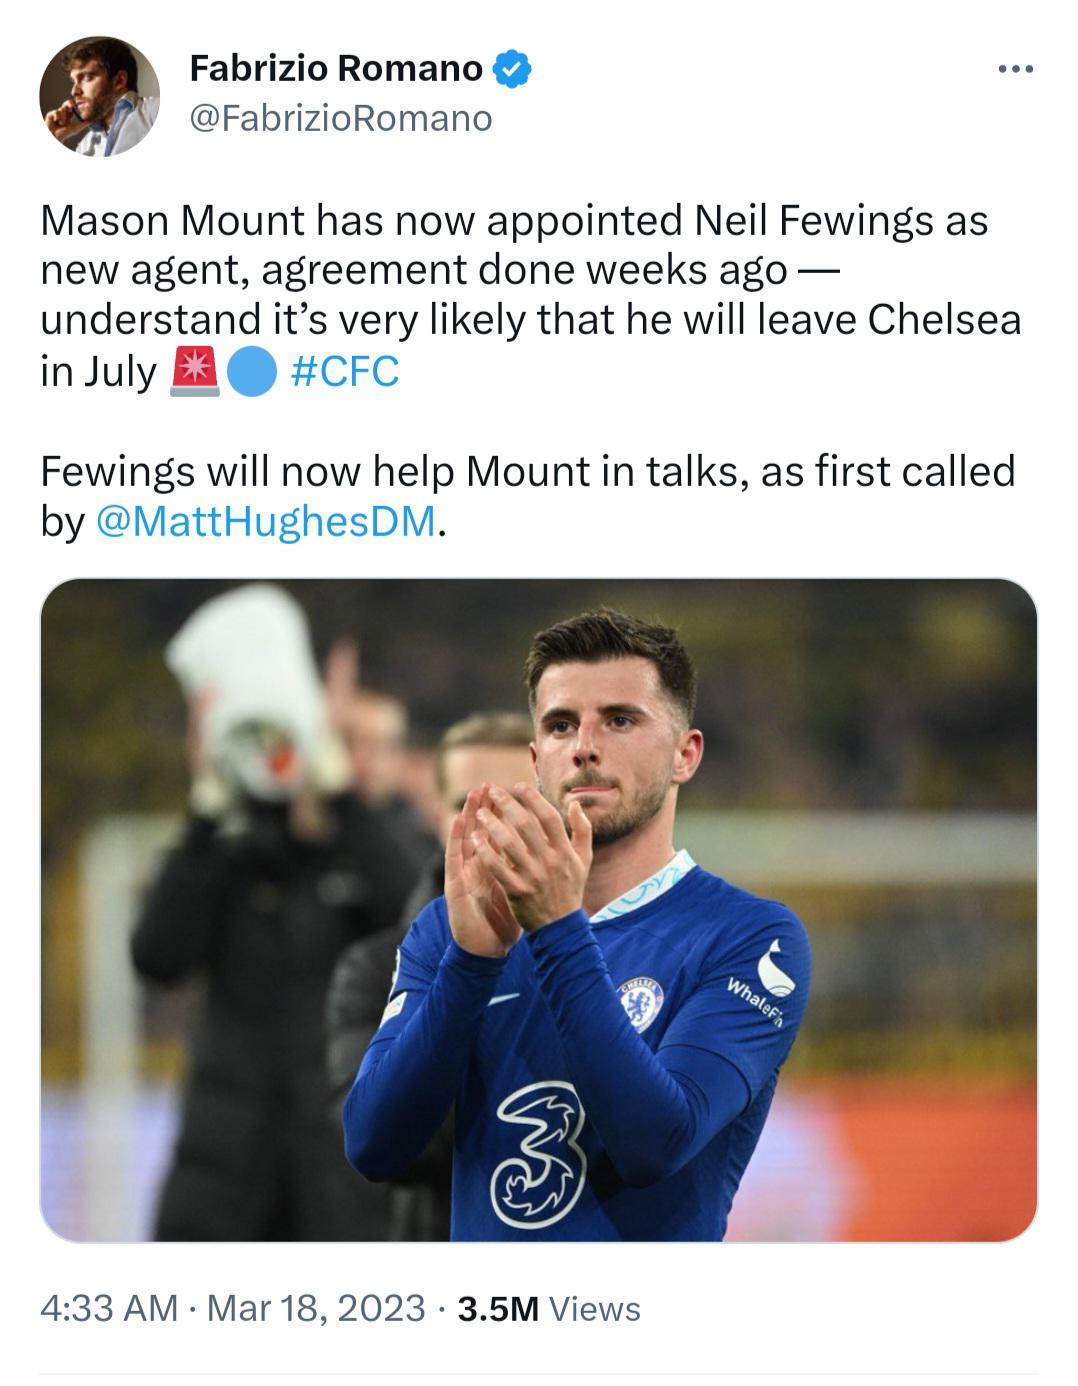 Fabrizio Romano
@FabrizioRomano
Mason Mount has now appointed Neil Fewings as
new agent, agreement done weeks ago —
understand it’s very likely that he will leave Chelsea
in July 🚨🔵 #CFC
Fewings will now help Mount in talks, as first called
by @MattHughesDM.
CHELSEA
WhaleFin
3
4:33 AM · Mar 18, 2023 · 3.5M Views